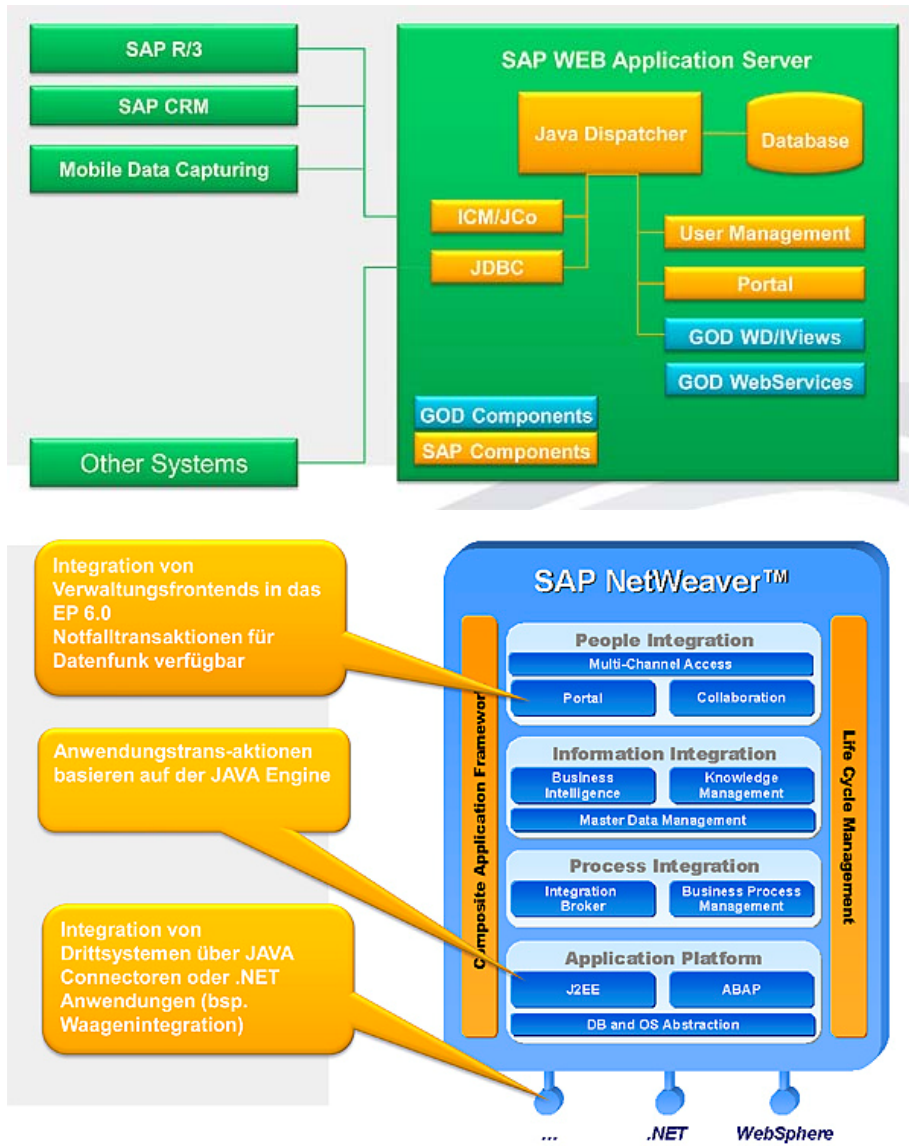 SAP R/3
SAP CRM
Mobile Data Capturing
Other Systems
SAP WEB Application Server
Java Dispatcher
Database
ICM/JCo
JDBC
User Management
Portal
GOD WD/IViews
GOD WebServices
GOD Components
SAP Components
Integration von
Verwaltungsfrontends in das
EP 6.0
Notfalltransaktionen für
Datenfunk verfügbar
Anwendungstrans-aktionen
basieren auf der JAVA Engine
Integration von
Drittsystemen über JAVA
Connectoren oder .NET
Anwendungen (bsp.
Waagenintegration)
SAP NetWeaver™
Composite Application Framework
People Integration
Multi-Channel Access
Portal
Collaboration
Information Integration
Business
Intelligence
Knowledge
Management
Master Data Management
Process Integration
Integration
Broker
Business Process
Management
Application Platform
J2EE
ABAP
DB and OS Abstraction
Life Cycle Management
...
.NET
WebSphere